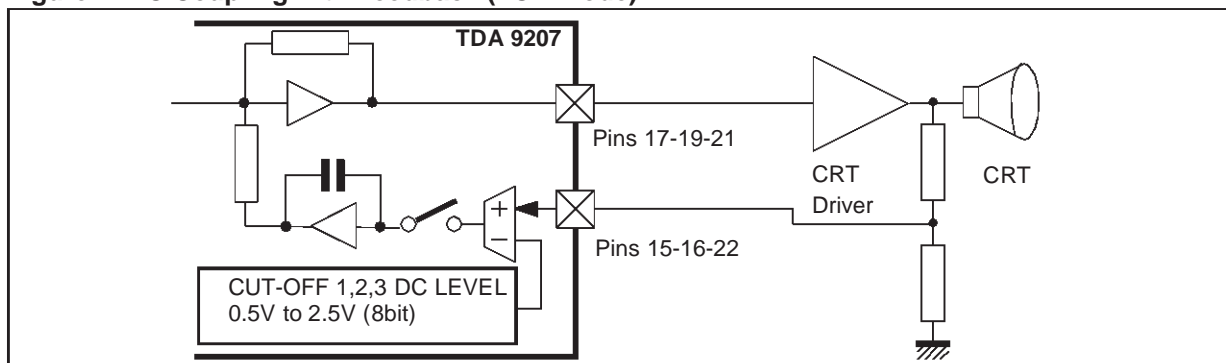 TDA 9207
Pins 17-19-21
CRT
Driver
CRT
+
−
Pins 15-16-22
CUT-OFF 1,2,3 DC LEVEL
0.5V to 2.5V (8bit)